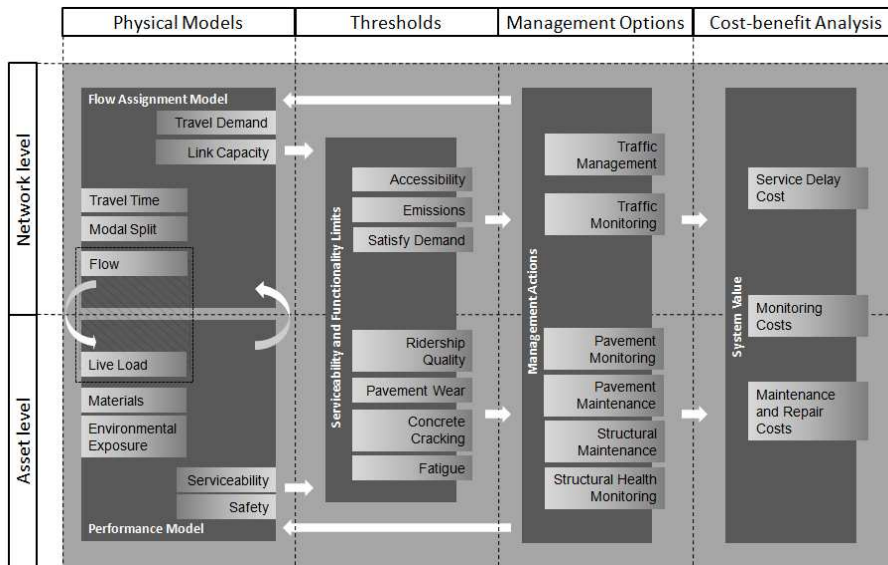 Physical Models
Thresholds
Management Options
Cost-benefit Analysis
Network level
Asset level
Flow Assignment Model
Travel Demand
Link Capacity
Travel Time
Modal Split
Flow
Live Load
Materials
Environmental
Exposure
Serviceability
Safety
Performance Model
Serviceability and Functionality Limits
Accessibility
Emissions
Satisfy Demand
Ridership
Quality
Pavement Wear
Concrete
Cracking
Fatigue
Management Actions
Traffic
Management
Traffic
Monitoring
Pavement
Monitoring
Pavement
Maintenance
Structural
Maintenance
Structural Health
Monitoring
System Value
Service Delay
Cost
Monitoring
Costs
Maintenance
and Repair
Costs